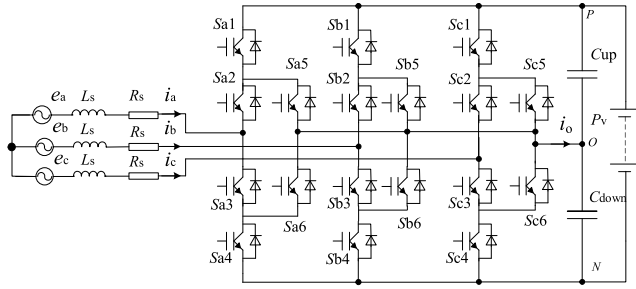 P
Sa1
Sb1
Sc1
Sa2
Sa5
Sb2
Sb5
Sc2
Sc5
Cup
ea
Ls
Rs
ia
eb
Ls
Rs
ib
ec
Ls
Rs
ic
io
O
Pv
Sa3
Sb3
Sc3
Sa6
Sb6
Sc6
Cdown
Sa4
Sb4
Sc4
N